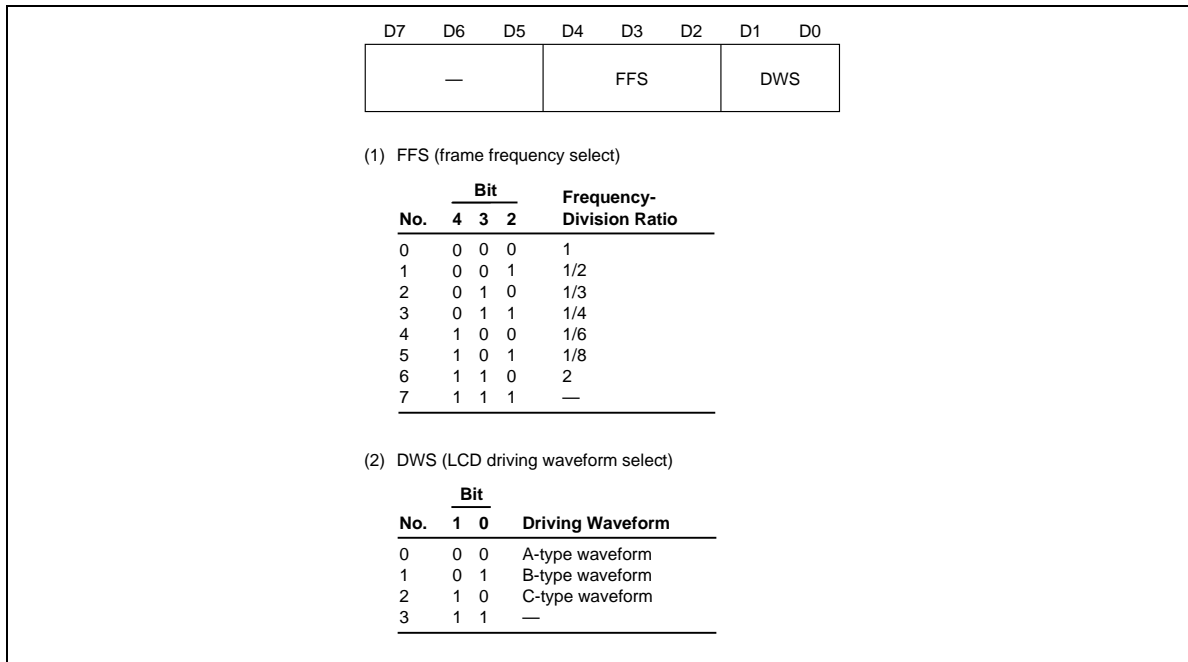 D7 D6 D5 D4 D3 D2 D1 D0
— FFS DWS
(1) FFS (frame frequency select)
Bit Frequency-
No. 4 3 2 Division Ratio
0 0 0 0 1
1 0 0 1 1/2
2 0 1 0 1/3
3 0 1 1 1/4
4 1 0 0 1/6
5 1 0 1 1/8
6 1 1 0 2
7 1 1 1 —
(2) DWS (LCD driving waveform select)
Bit
No. 1 0 Driving Waveform
0 0 0 A-type waveform
1 0 1 B-type waveform
2 1 0 C-type waveform
3 1 1 —